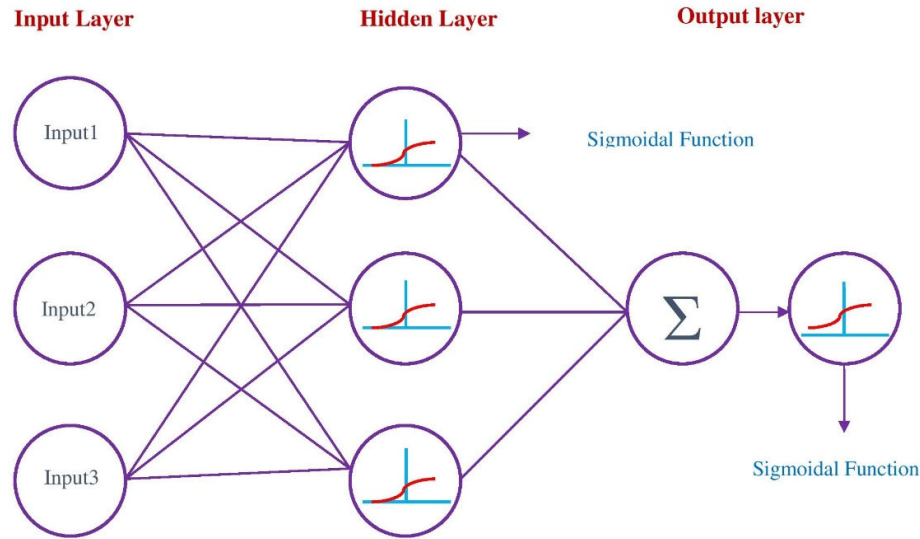 Input Layer
Hidden Layer
Output layer
Input1
Sigmoidal Function
Input2
Σ
Input3
Sigmoidal Function